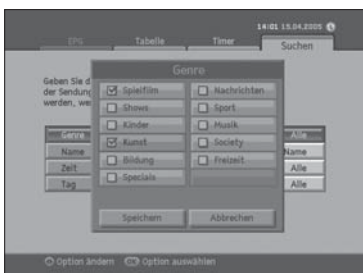 14:01 15.04.2005
EPG Tabelle Timer Suchen
Genre
Geben Sie d
der Sendung
werden, we
Spielfilm Nachrichten
Shows Sport
Kinder Musik
Kunst Society
Bildung Freizeit
Specials
Genre Alle
Name Name
Zeit Alle
Tag Alle
Speichern Abbrechen
Option ändern Option auswählen